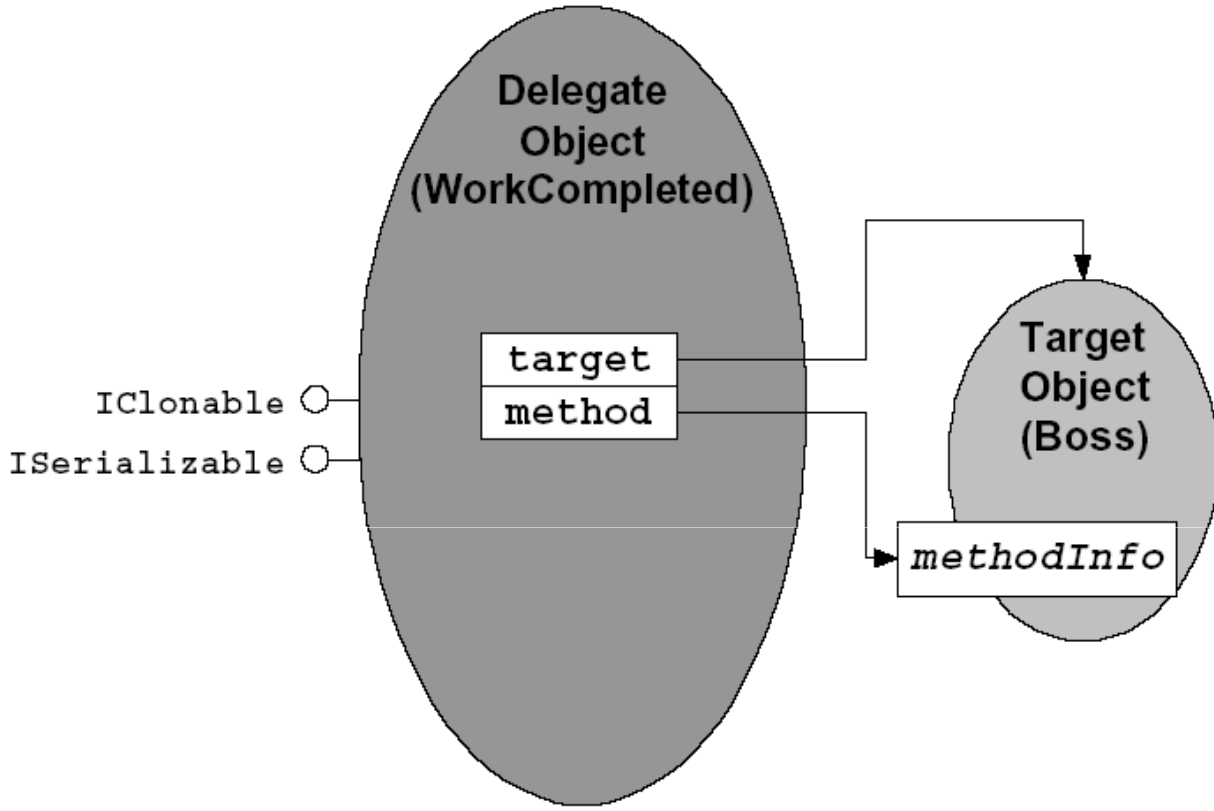 Delegate
Object
(WorkCompleted)
target
method
IClonable
ISerializable
Target
Object
(Boss)
methodInfo